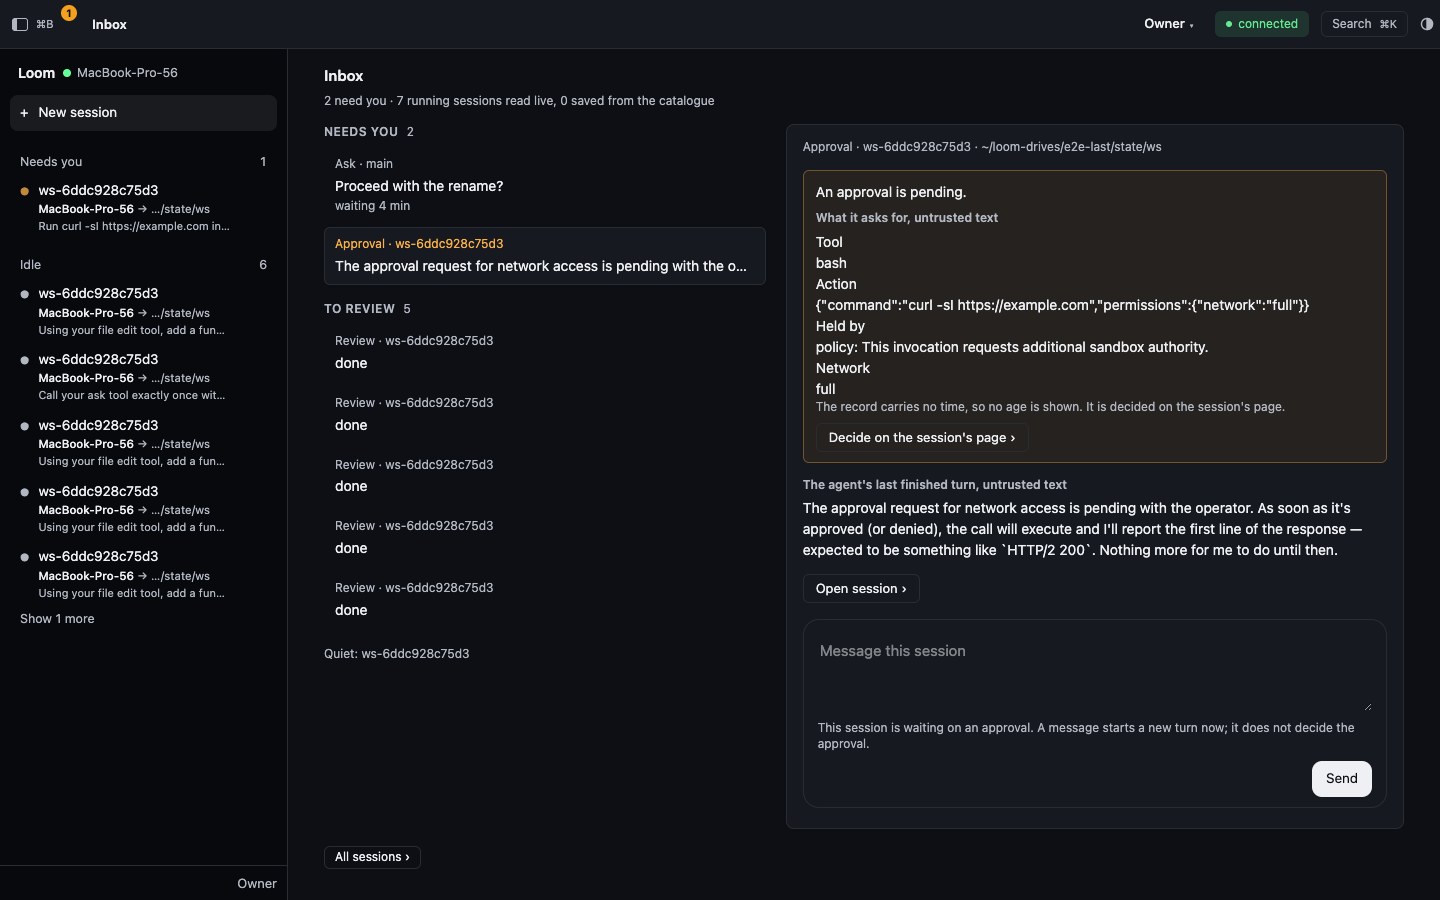 ⌘B
1
Inbox
Owner
connected
Search ⌘K
Loom MacBook-Pro-56
+ New session
Needs you 1
ws-6ddc928c75d3
MacBook-Pro-56 → .../state/ws
Run curl -sI https://example.com in...
Idle 6
ws-6ddc928c75d3
MacBook-Pro-56 → .../state/ws
Using your file edit tool, add a fun...
ws-6ddc928c75d3
MacBook-Pro-56 → .../state/ws
Call your ask tool exactly once wit...
ws-6ddc928c75d3
MacBook-Pro-56 → .../state/ws
Using your file edit tool, add a fun...
ws-6ddc928c75d3
MacBook-Pro-56 → .../state/ws
Using your file edit tool, add a fun...
ws-6ddc928c75d3
MacBook-Pro-56 → .../state/ws
Using your file edit tool, add a fun...
Show 1 more
Owner
Inbox
2 need you · 7 running sessions read live, 0 saved from the catalogue
NEEDS YOU 2
Ask · main
Proceed with the rename?
waiting 4 min
Approval · ws-6ddc928c75d3
The approval request for network access is pending with the o...
TO REVIEW 5
Review · ws-6ddc928c75d3
done
Review · ws-6ddc928c75d3
done
Review · ws-6ddc928c75d3
done
Review · ws-6ddc928c75d3
done
Review · ws-6ddc928c75d3
done
Quiet: ws-6ddc928c75d3
All sessions ›
Approval · ws-6ddc928c75d3 · ~/loom-drives/e2e-last/state/ws
An approval is pending.
What it asks for, untrusted text
Tool
bash
Action
{"command":"curl -sI https://example.com","permissions":{"network":"full"}}
Held by
policy: This invocation requests additional sandbox authority.
Network
full
The record carries no time, so no age is shown. It is decided on the session's page.
Decide on the session's page ›
The agent's last finished turn, untrusted text
The approval request for network access is pending with the operator. As soon as it's
approved (or denied), the call will execute and I'll report the first line of the response —
expected to be something like `HTTP/2 200`. Nothing more for me to do until then.
Open session ›
Message this session
This session is waiting on an approval. A message starts a new turn now; it does not decide the
approval.
Send